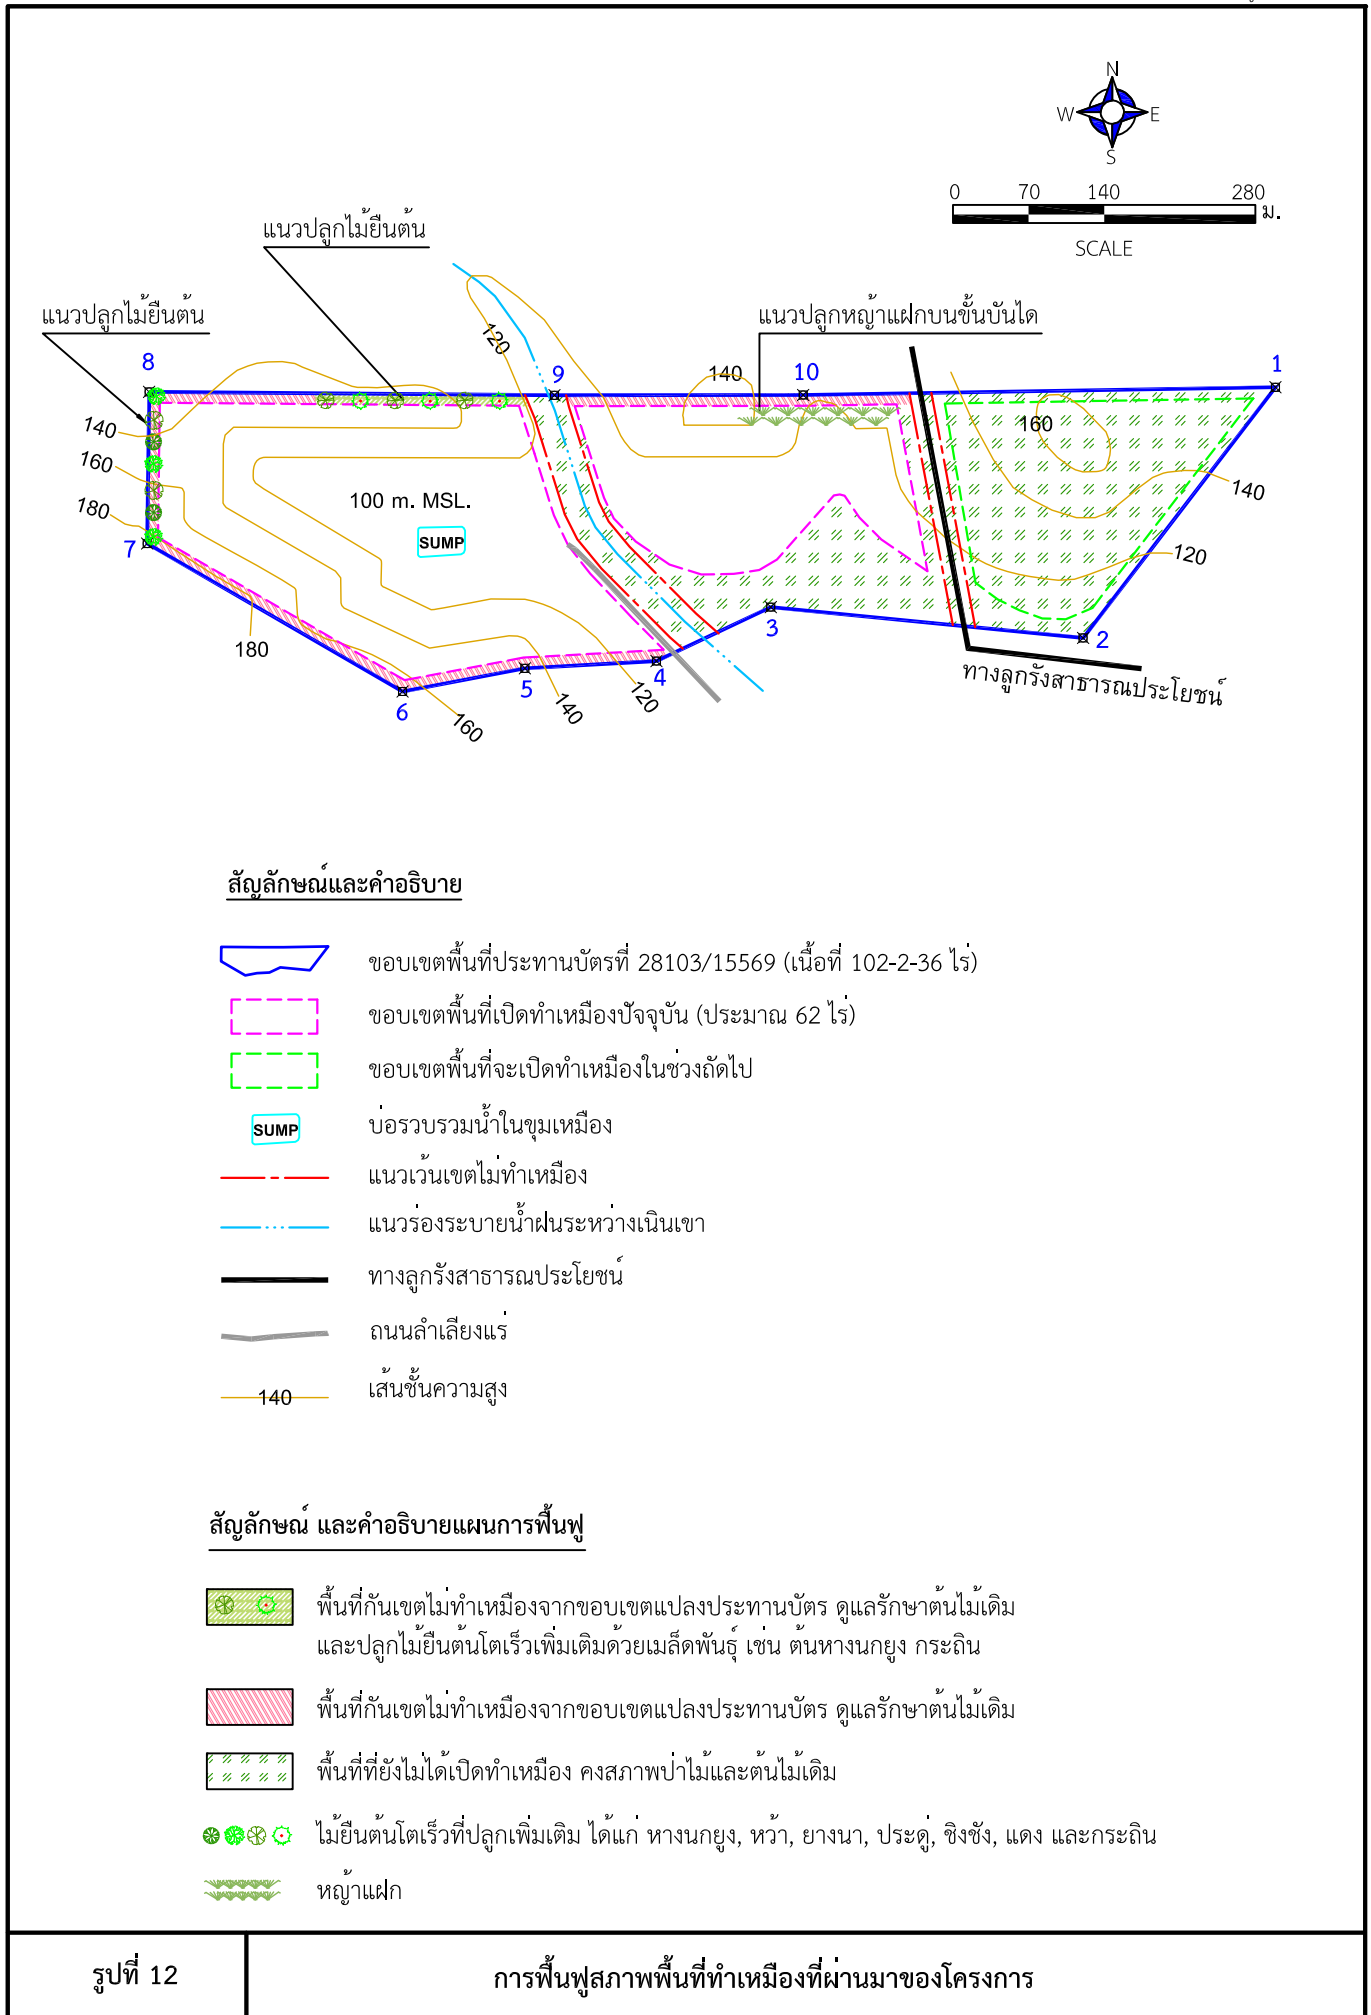 N
W E
S
0 70 140 280 ม.
SCALE
แนวปลูกไม้ยืนต้น
แนวปลูกไม้ยืนต้น
แนวปลูกหญ้าแฝกบนขั้นบันได
120
8
9
140
10
1
140
160
160
100 m. MSL.
140
180
SUMP
7
120
3
2
180
4
ทางลูกรังสาธารณประโยชน์
5
6
120
140
160
สัญลักษณ์และคำอธิบาย
ขอบเขตพื้นที่ประทานบัตรที่ 28103/15569 (เนื้อที่ 102-2-36 ไร่)
ขอบเขตพื้นที่เปิดทำเหมืองปัจจุบัน (ประมาณ 62 ไร่)
ขอบเขตพื้นที่จะเปิดทำเหมืองในช่วงถัดไป
SUMP บ่อรวบรวมน้ำในขุมเหมือง
แนวเว้นเขตไม่ทำเหมือง
แนวร่องระบายน้ำฝนระหว่างเนินเขา
ทางลูกรังสาธารณประโยชน์
ถนนลำเลียงแร่
140 เส้นชั้นความสูง
สัญลักษณ์ และคำอธิบายแผนการฟื้นฟู
พื้นที่กันเขตไม่ทำเหมืองจากขอบเขตแปลงประทานบัตร ดูแลรักษาต้นไม้เดิม
และปลูกไม้ยืนต้นโตเร็วเพิ่มเติมด้วยเมล็ดพันธุ์ เช่น ต้นหางนกยูง กระถิน
พื้นที่กันเขตไม่ทำเหมืองจากขอบเขตแปลงประทานบัตร ดูแลรักษาต้นไม้เดิม
พื้นที่ที่ยังไม่ได้เปิดทำเหมือง คงสภาพป่าไม้และต้นไม้เดิม
ไม้ยืนต้นโตเร็วที่ปลูกเพิ่มเติม ได้แก่ หางนกยูง, หว้า, ยางนา, ประดู่, ชิงชัง, แดง และกระถิน
หญ้าแฝก
รูปที่ 12
การฟื้นฟูสภาพพื้นที่ทำเหมืองที่ผ่านมาของโครงการ